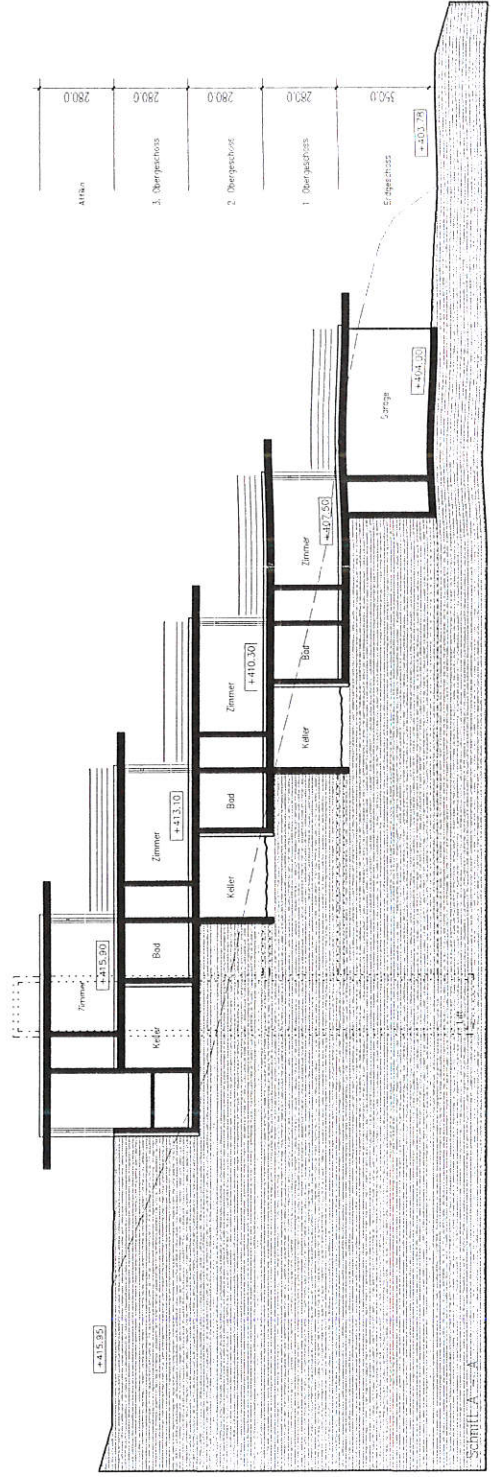 Attika
280.0
3. Obergeschoss
280.0
2. Obergeschoss
280.0
1. Obergeschoss
280.0
Erdgeschoss
350.0
+403.78
Zimmer
+415.90
+415.95
Keller
Bad
Zimmer
+413.10
Keller
Bad
Zimmer
+410.30
Keller
Bad
Zimmer
+407.50
Garage
+404.00
Lift
Schnitt A - A